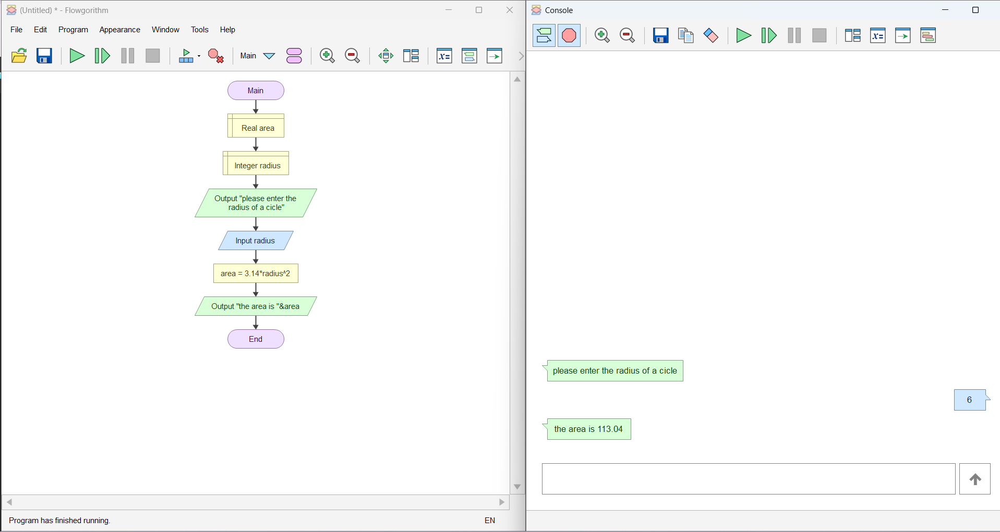 (Untitled) * - Flowgorithm
File Edit Program Appearance Window Tools Help
Main
x=
Main
Real area
Integer radius
Output "please enter the
radius of a cicle"
Input radius
area = 3.14*radius^2
Output "the area is "&area
End
Program has finished running.
EN
Console
x=
please enter the radius of a cicle
6
the area is 113.04